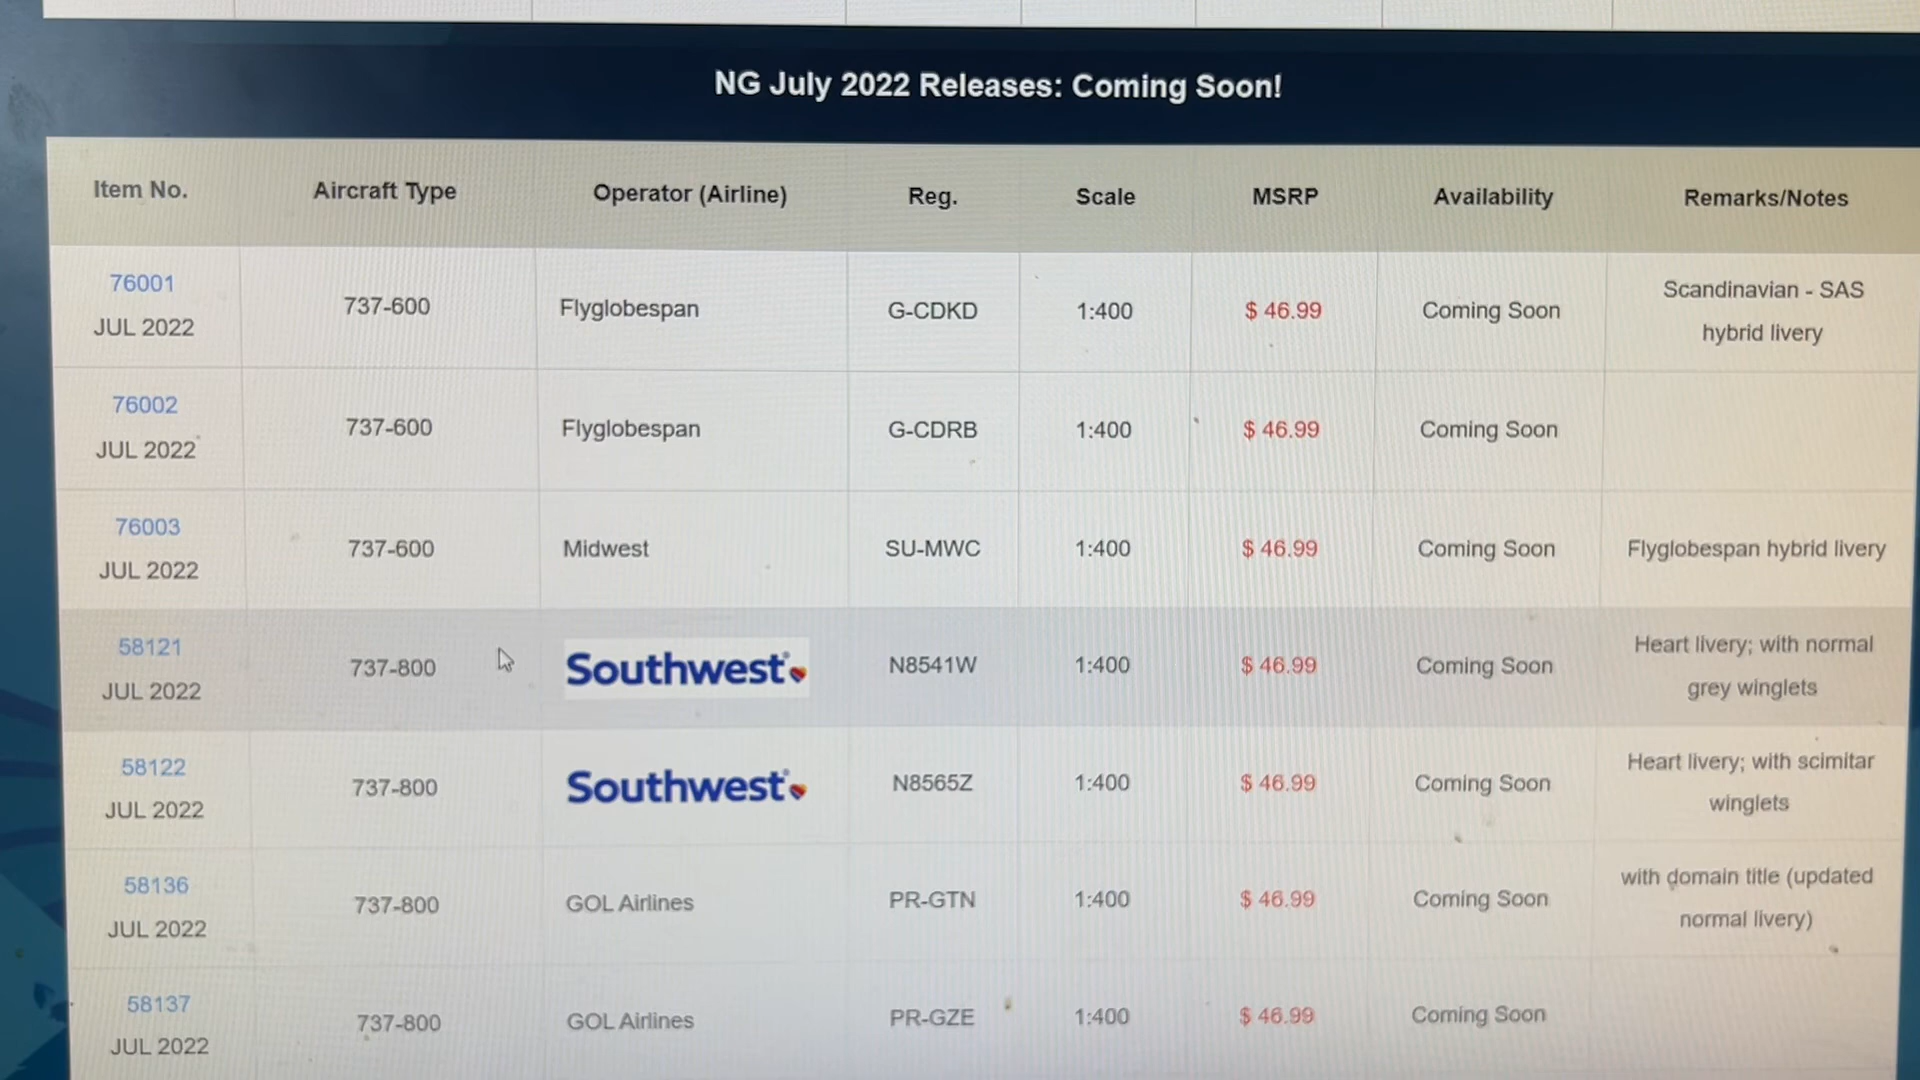 NG July 2022 Releases: Coming Soon!
Item No. Aircraft Type Operator (Airline) Reg. Scale MSRP Availability Remarks/Notes
76001
JUL 2022
737-600 Flyglobespan G-CDKD 1:400 $ 46.99 Coming Soon
Scandinavian - SAS
hybrid livery
76002
JUL 2022
737-600 Flyglobespan G-CDRB 1:400 $ 46.99 Coming Soon
76003
JUL 2022
737-600 Midwest SU-MWC 1:400 $ 46.99 Coming Soon Flyglobespan hybrid livery
58121
JUL 2022
737-800 Southwest® N8541W 1:400 $ 46.99 Coming Soon
Heart livery; with normal
grey winglets
58122
JUL 2022
737-800 Southwest® N8565Z 1:400 $ 46.99 Coming Soon
Heart livery; with scimitar
winglets
58136
JUL 2022
737-800 GOL Airlines PR-GTN 1:400 $ 46.99 Coming Soon
with domain title (updated
normal livery)
58137
JUL 2022
737-800 GOL Airlines PR-GZE 1:400 $ 46.99 Coming Soon